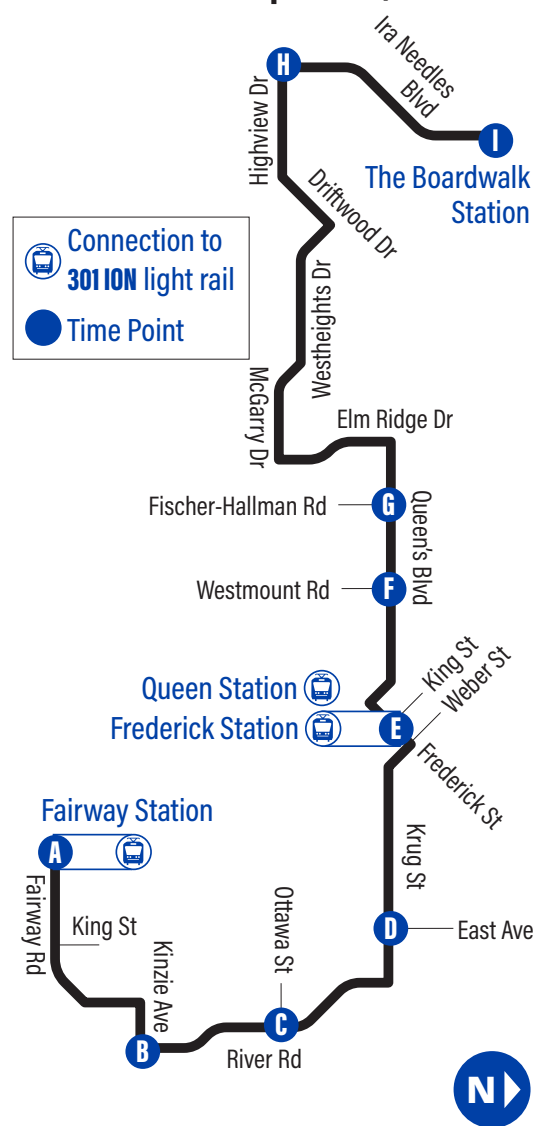 H
Ira Needles
Blvd
Highview Dr
I
The Boardwalk
Station
Driftwood Dr
Connection to
301 ION light rail
Time Point
Westheights Dr
McGarry Dr
Elm Ridge Dr
Fischer-Hallman Rd
G
Queen's Blvd
Westmount Rd
F
King St
Weber St
Queen Station
Frederick Station
E
Frederick St
Fairway Station
A
Krug St
Fairway Rd
King St
Kinzie Ave
Ottawa St
D
East Ave
C
B
River Rd
N